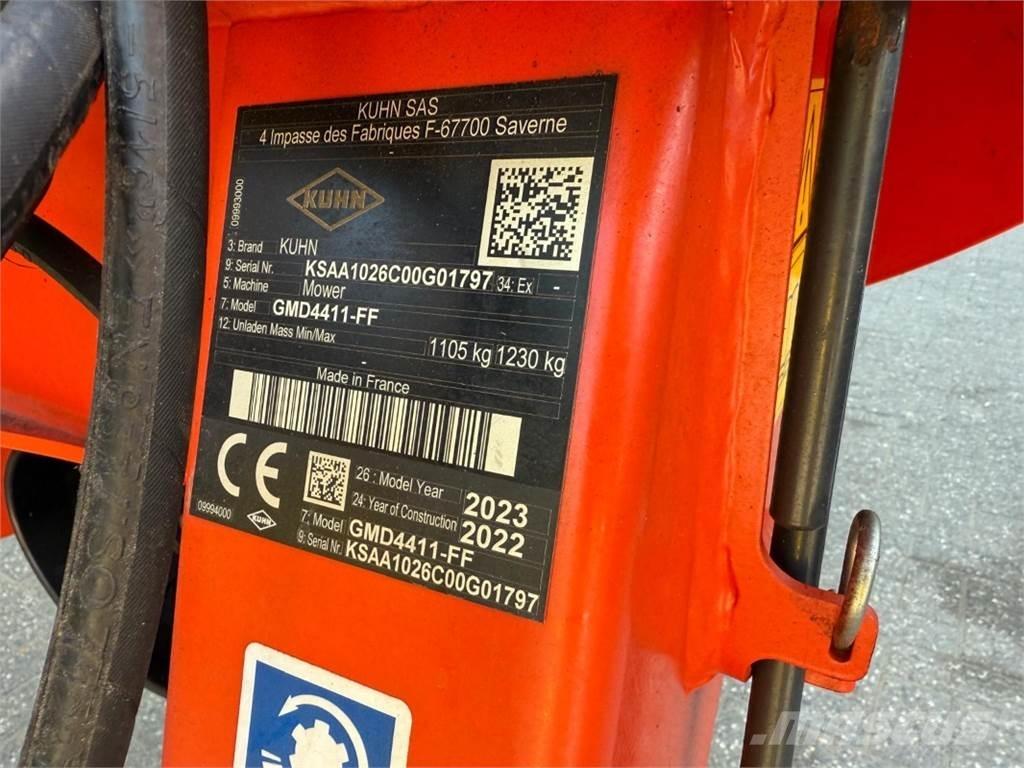 KUHN SAS
4 Impasse des Fabriques F-67700 Saverne
KUHN
09993000
3: Brand KUHN
9: Serial Nr. KSAA1026C00G01797 34: Ex -
5: Machine Mower
7: Model GMD4411-FF
12: Unladen Mass Min/Max 1105 kg 1230 kg
-
Made in France
CE
26 : Model Year 2023
24: Year of Construction 2022
09994000
KUHN
7: Model GMD4411-FF
9: Serial Nr. KSAA1026C00G01797